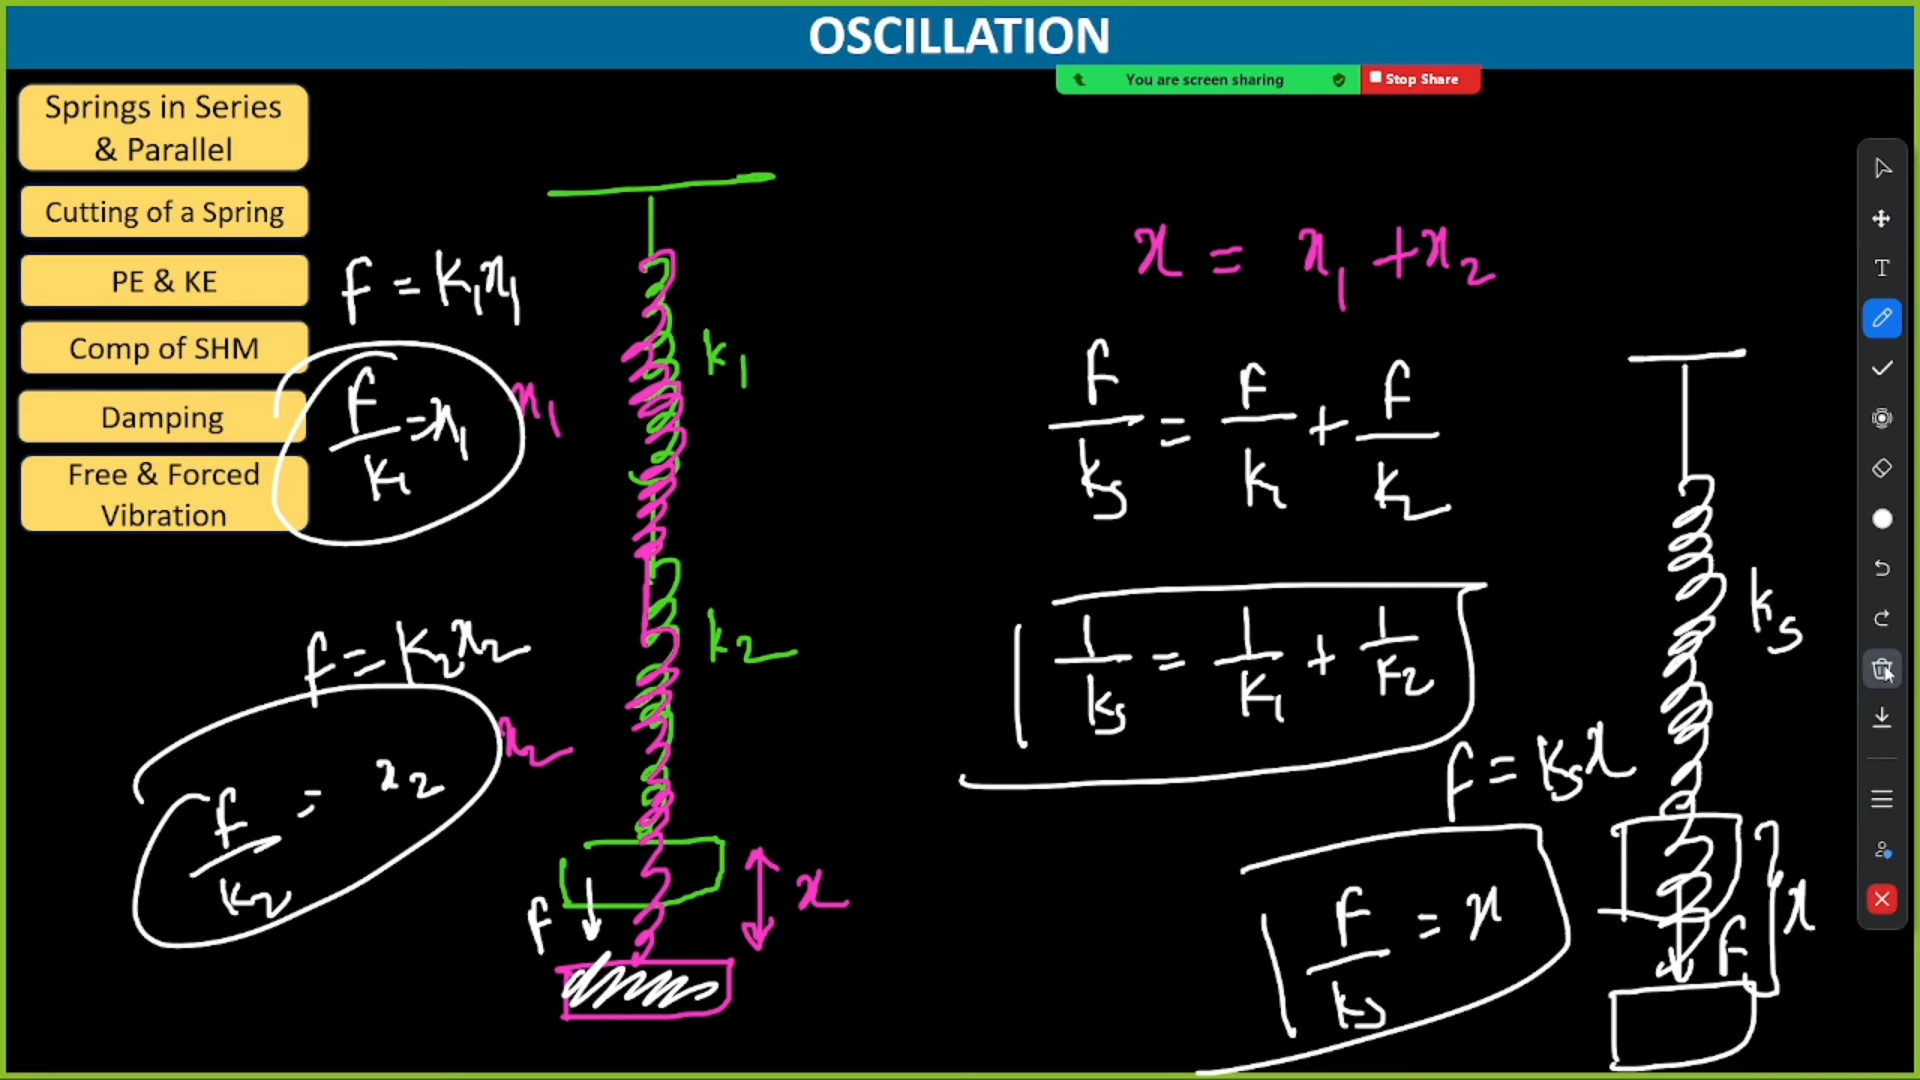 OSCILLATION
You are screen sharing
Stop Share
Springs in Series
& Parallel
Cutting of a Spring
PE & KE
Comp of SHM
Damping
Free & Forced
Vibration
F = K₁x₁
F/K₁ = x₁
x₁
K₁
F = K₂x₂
F/K₂ = x₂
x₂
K₂
F
x
x = x₁ + x₂
F/Ks = F/K₁ + F/K₂
1/Ks = 1/K₁ + 1/K₂
Ks
F = Ksx
F/Ks = x
F
x
T